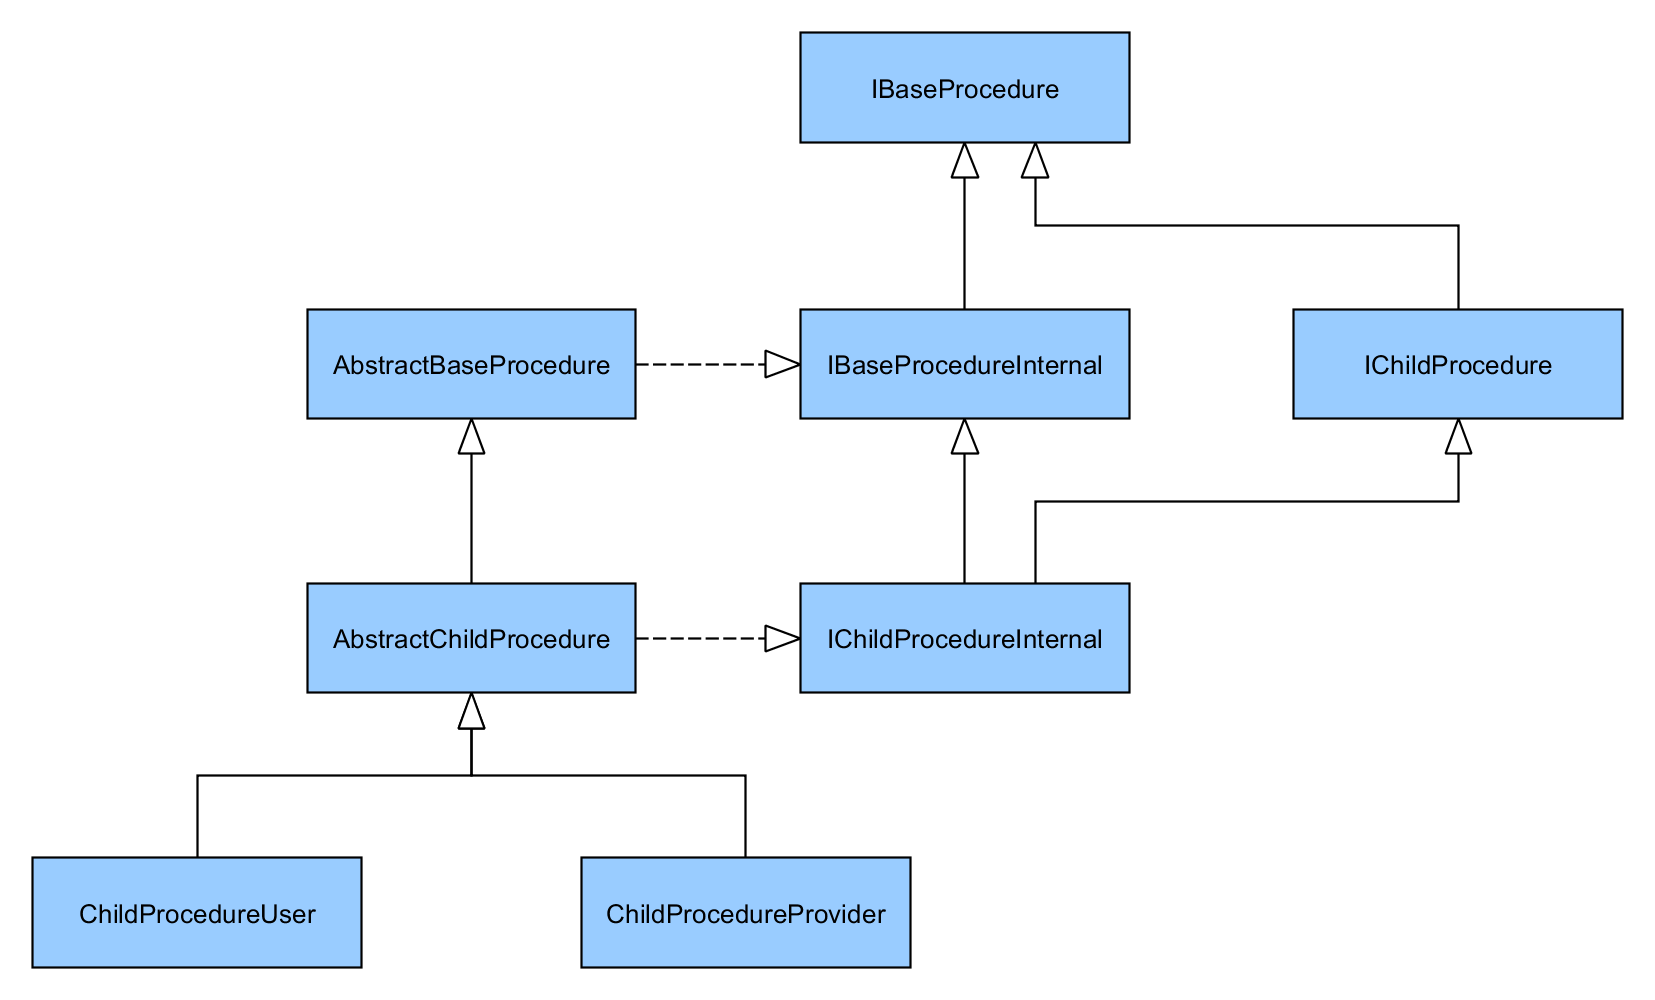 IBaseProcedure
AbstractBaseProcedure
IBaseProcedureInternal
IChildProcedure
AbstractChildProcedure
IChildProcedureInternal
ChildProcedureUser
ChildProcedureProvider